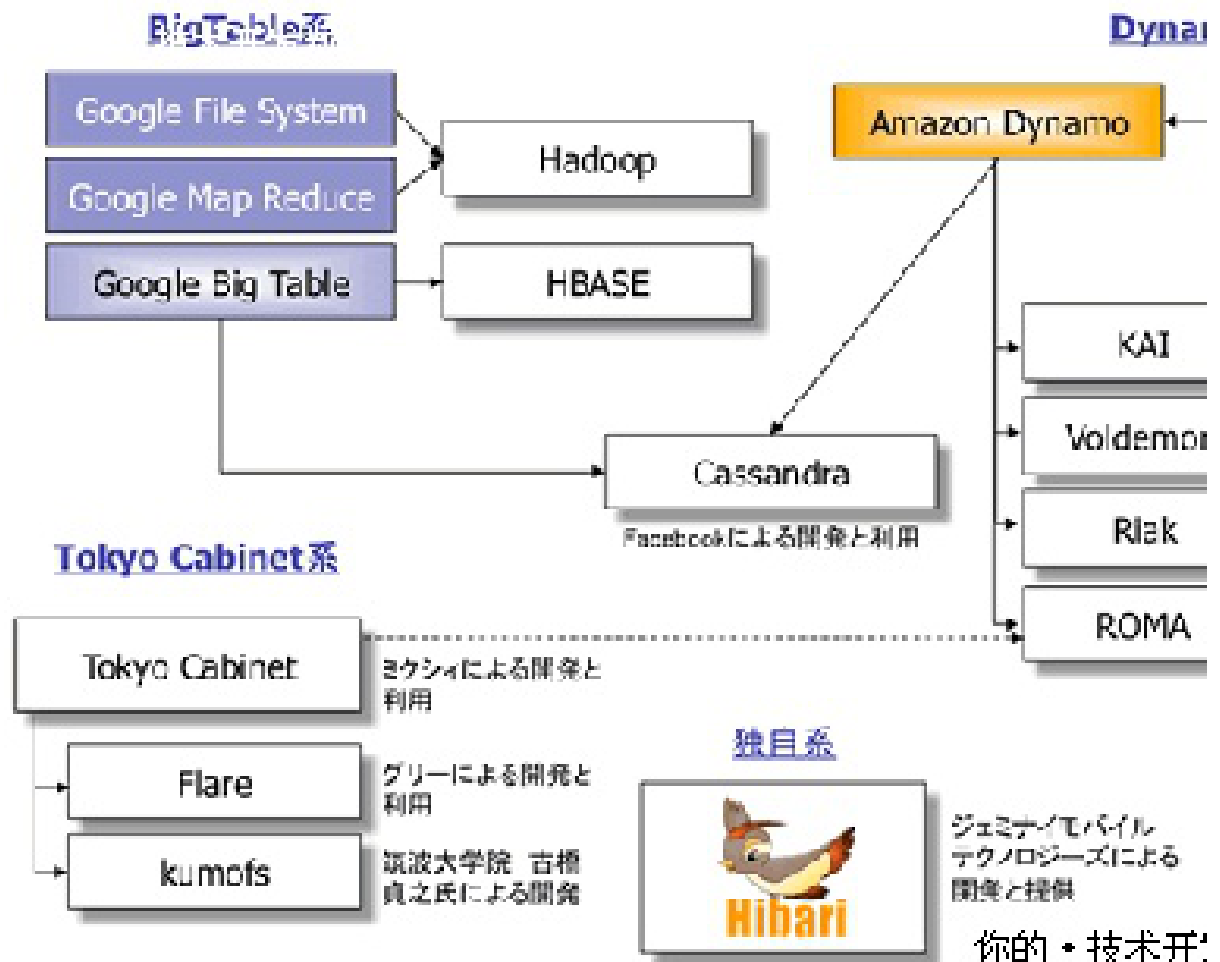 BigTable系
Google File System
Google Map Reduce
Google Big Table
Hadoop
HBASE
Amazon Dynamo
KAI
Riak
ROMA
Cassandra
Facebookによる開発と利用
Tokyo Cabinet系
Tokyo Cabinet
ミクシィによる開発と
利用
Flare
グリーによる開発と
利用
kumofs
筑波大学院 古橋
貞之氏による開発
独自系
Hibari
ジェミナイモバイル
テクノロジーズによる
開発と提供
你的・技术开